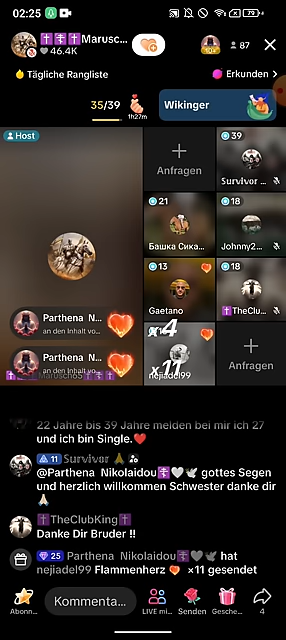 02:25
79
✝️☦️✝️Marusc...
46.4K
87
Tägliche Rangliste
Erkunden >
35/39
1h27m
Wikinger
Host
Anfragen
39
Survivor ..
21
Башка Сика...
18
Johnny2...
13
Gaetano
18
✝️TheClu...
Parthena N...
an den Inhalt vo...
Parthena N...
an den Inhalt vo...
x4
x11
nejiadel99
Anfragen
22 Jahre bis 39 Jahre melden bei mir ich 27
und ich bin Single.❤️
11 Survivor
@Parthena Nikolaidou☦️🤍🕊️ gottes Segen
und herzlich willkommen Schwester danke dir
🙏
✝️TheClubKing✝️
Danke Dir Bruder !!
25 Parthena Nikolaidou☦️🤍🕊️ hat
nejiadel99 Flammenherz x11 gesendet
Kommenta...
Abonn...
LIVE mi...
Senden
Gesche...
4